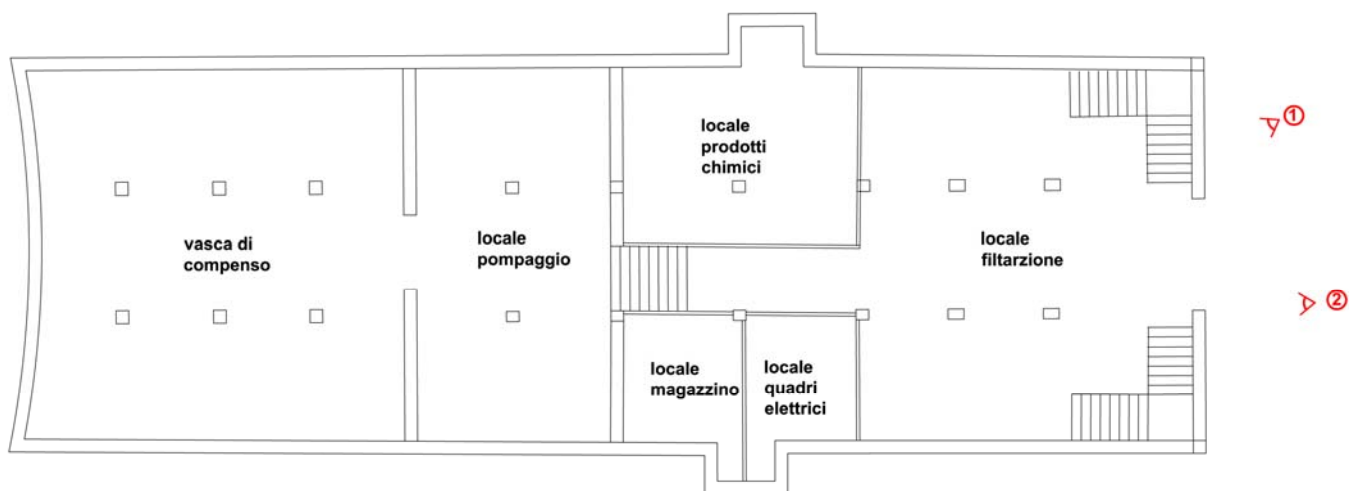 vasca di
compenso
locale
pompaggio
locale
prodotti
chimici
locale
magazzino
locale
quadri
elettrici
locale
filtarzione
1
2